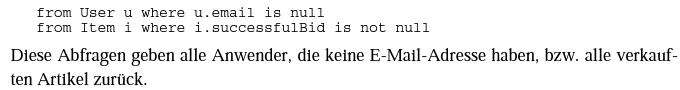 from User u where u.email is null
from Item i where i.successfulBid is not null
Diese Abfragen geben alle Anwender, die keine E-Mail-Adresse haben, bzw. alle verkauf-
ten Artikel zurück.